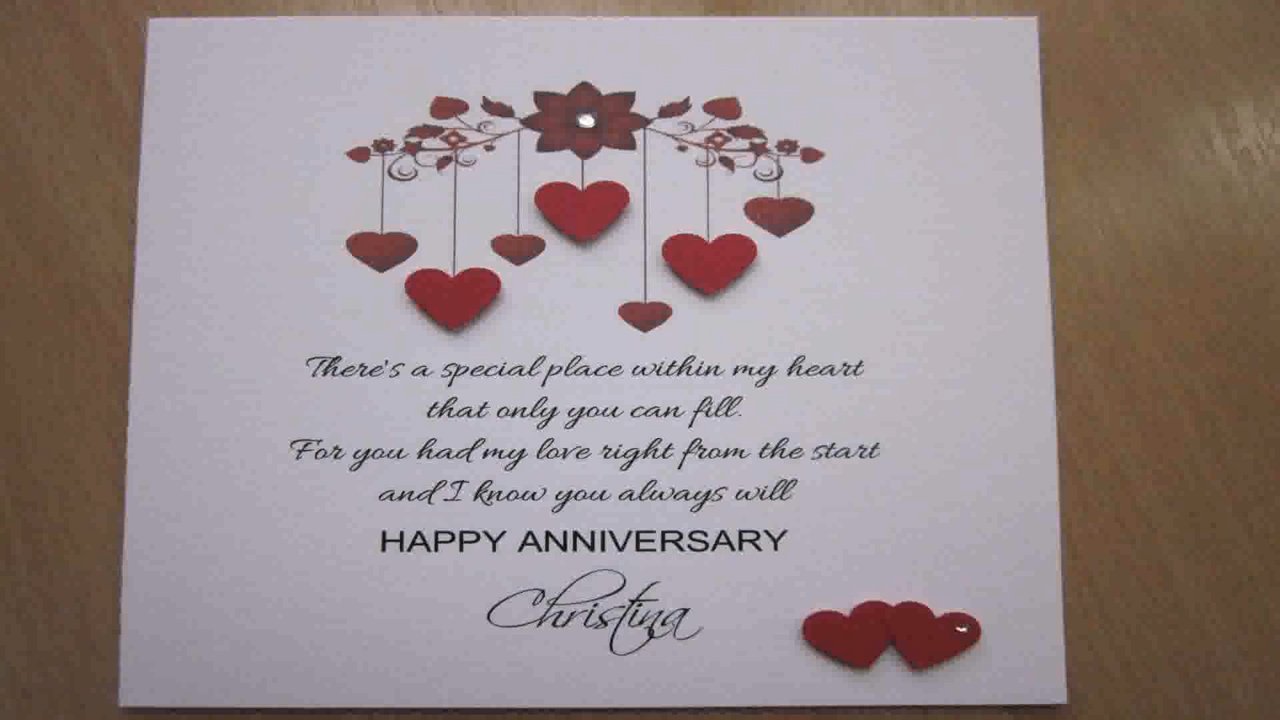 There's a special place within my heart
that only you can fill.
For you had my love right from the start
and I know you always will
HAPPY ANNIVERSARY
Christina